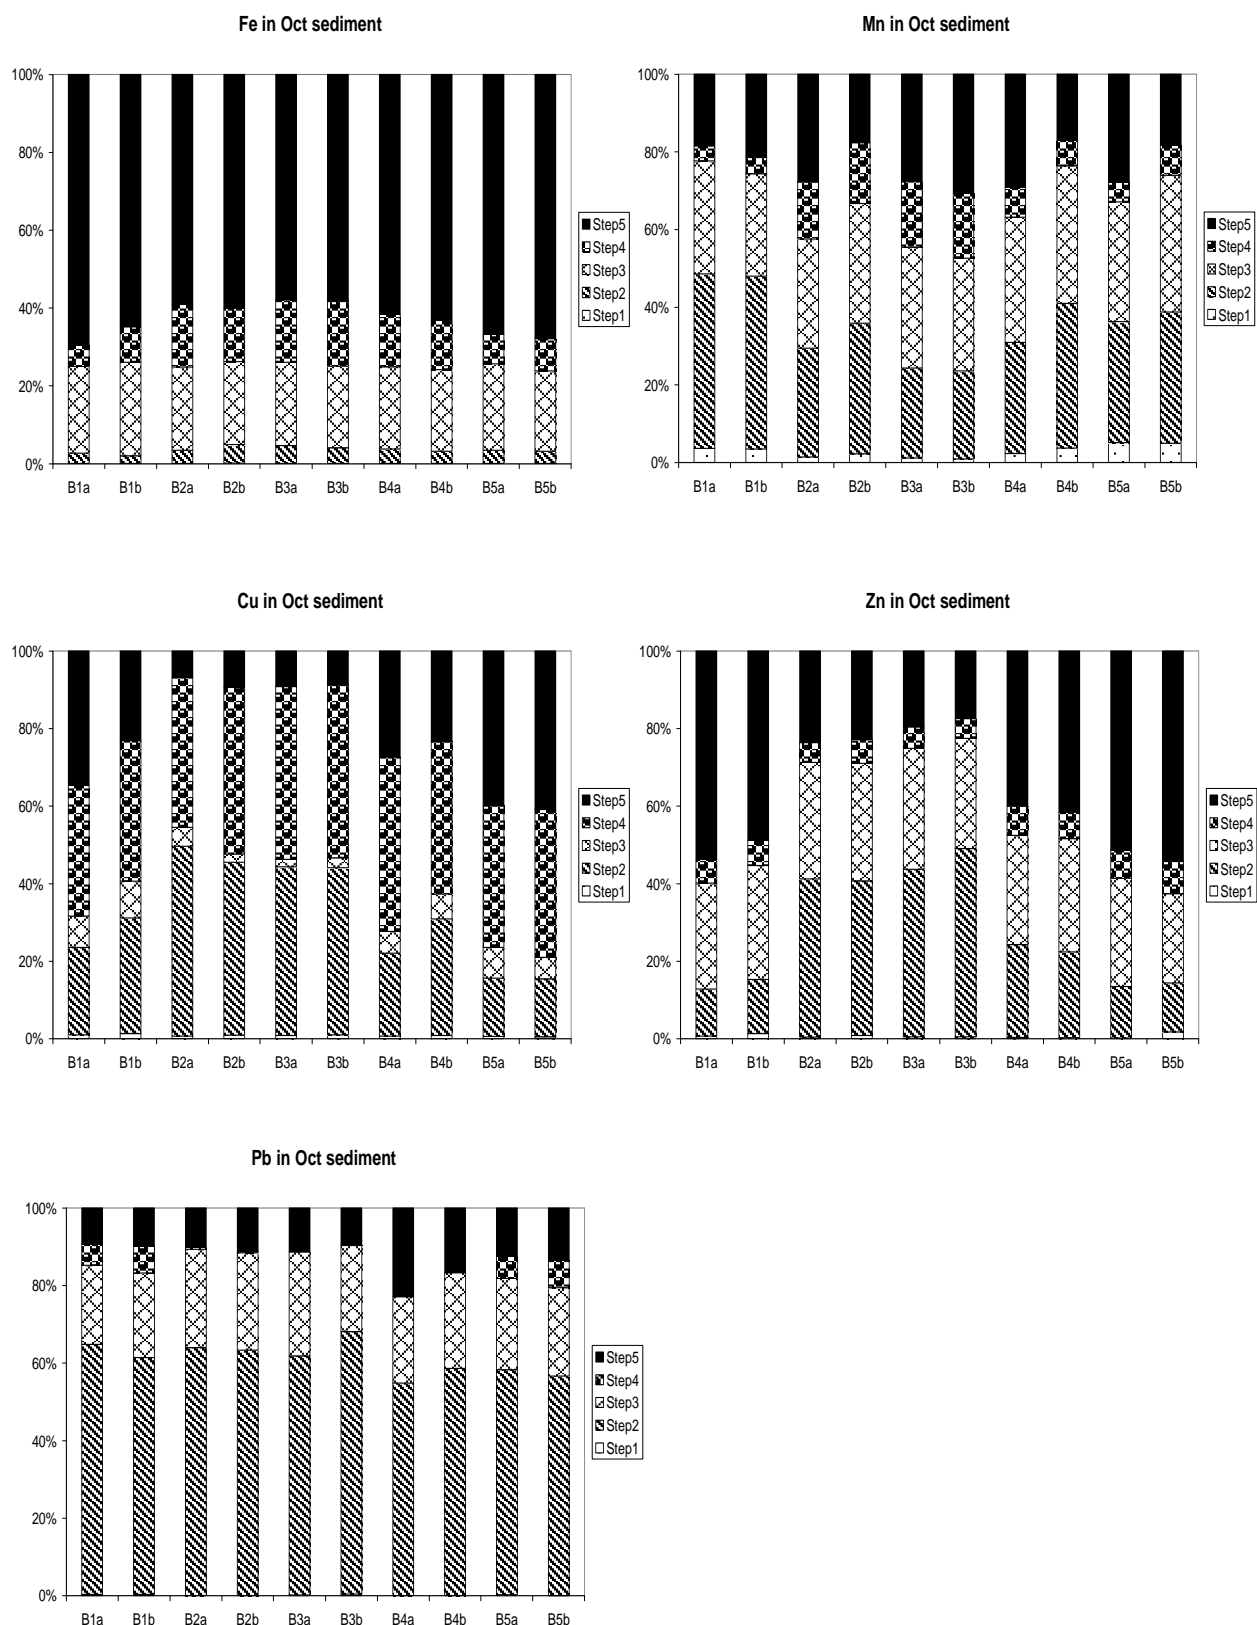 Fe in Oct sediment
100%
80%
60%
40%
20%
0%
B1a B1b B2a B2b B3a B3b B4a B4b B5a B5b
Step5
Step4
Step3
Step2
Step1
Mn in Oct sediment
100%
80%
60%
40%
20%
0%
B1a B1b B2a B2b B3a B3b B4a B4b B5a B5b
Step5
Step4
Step3
Step2
Step1
Cu in Oct sediment
100%
80%
60%
40%
20%
0%
B1a B1b B2a B2b B3a B3b B4a B4b B5a B5b
Step5
Step4
Step3
Step2
Step1
Zn in Oct sediment
100%
80%
60%
40%
20%
0%
B1a B1b B2a B2b B3a B3b B4a B4b B5a B5b
Step5
Step4
Step3
Step2
Step1
Pb in Oct sediment
100%
80%
60%
40%
20%
0%
B1a B1b B2a B2b B3a B3b B4a B4b B5a B5b
Step5
Step4
Step3
Step2
Step1